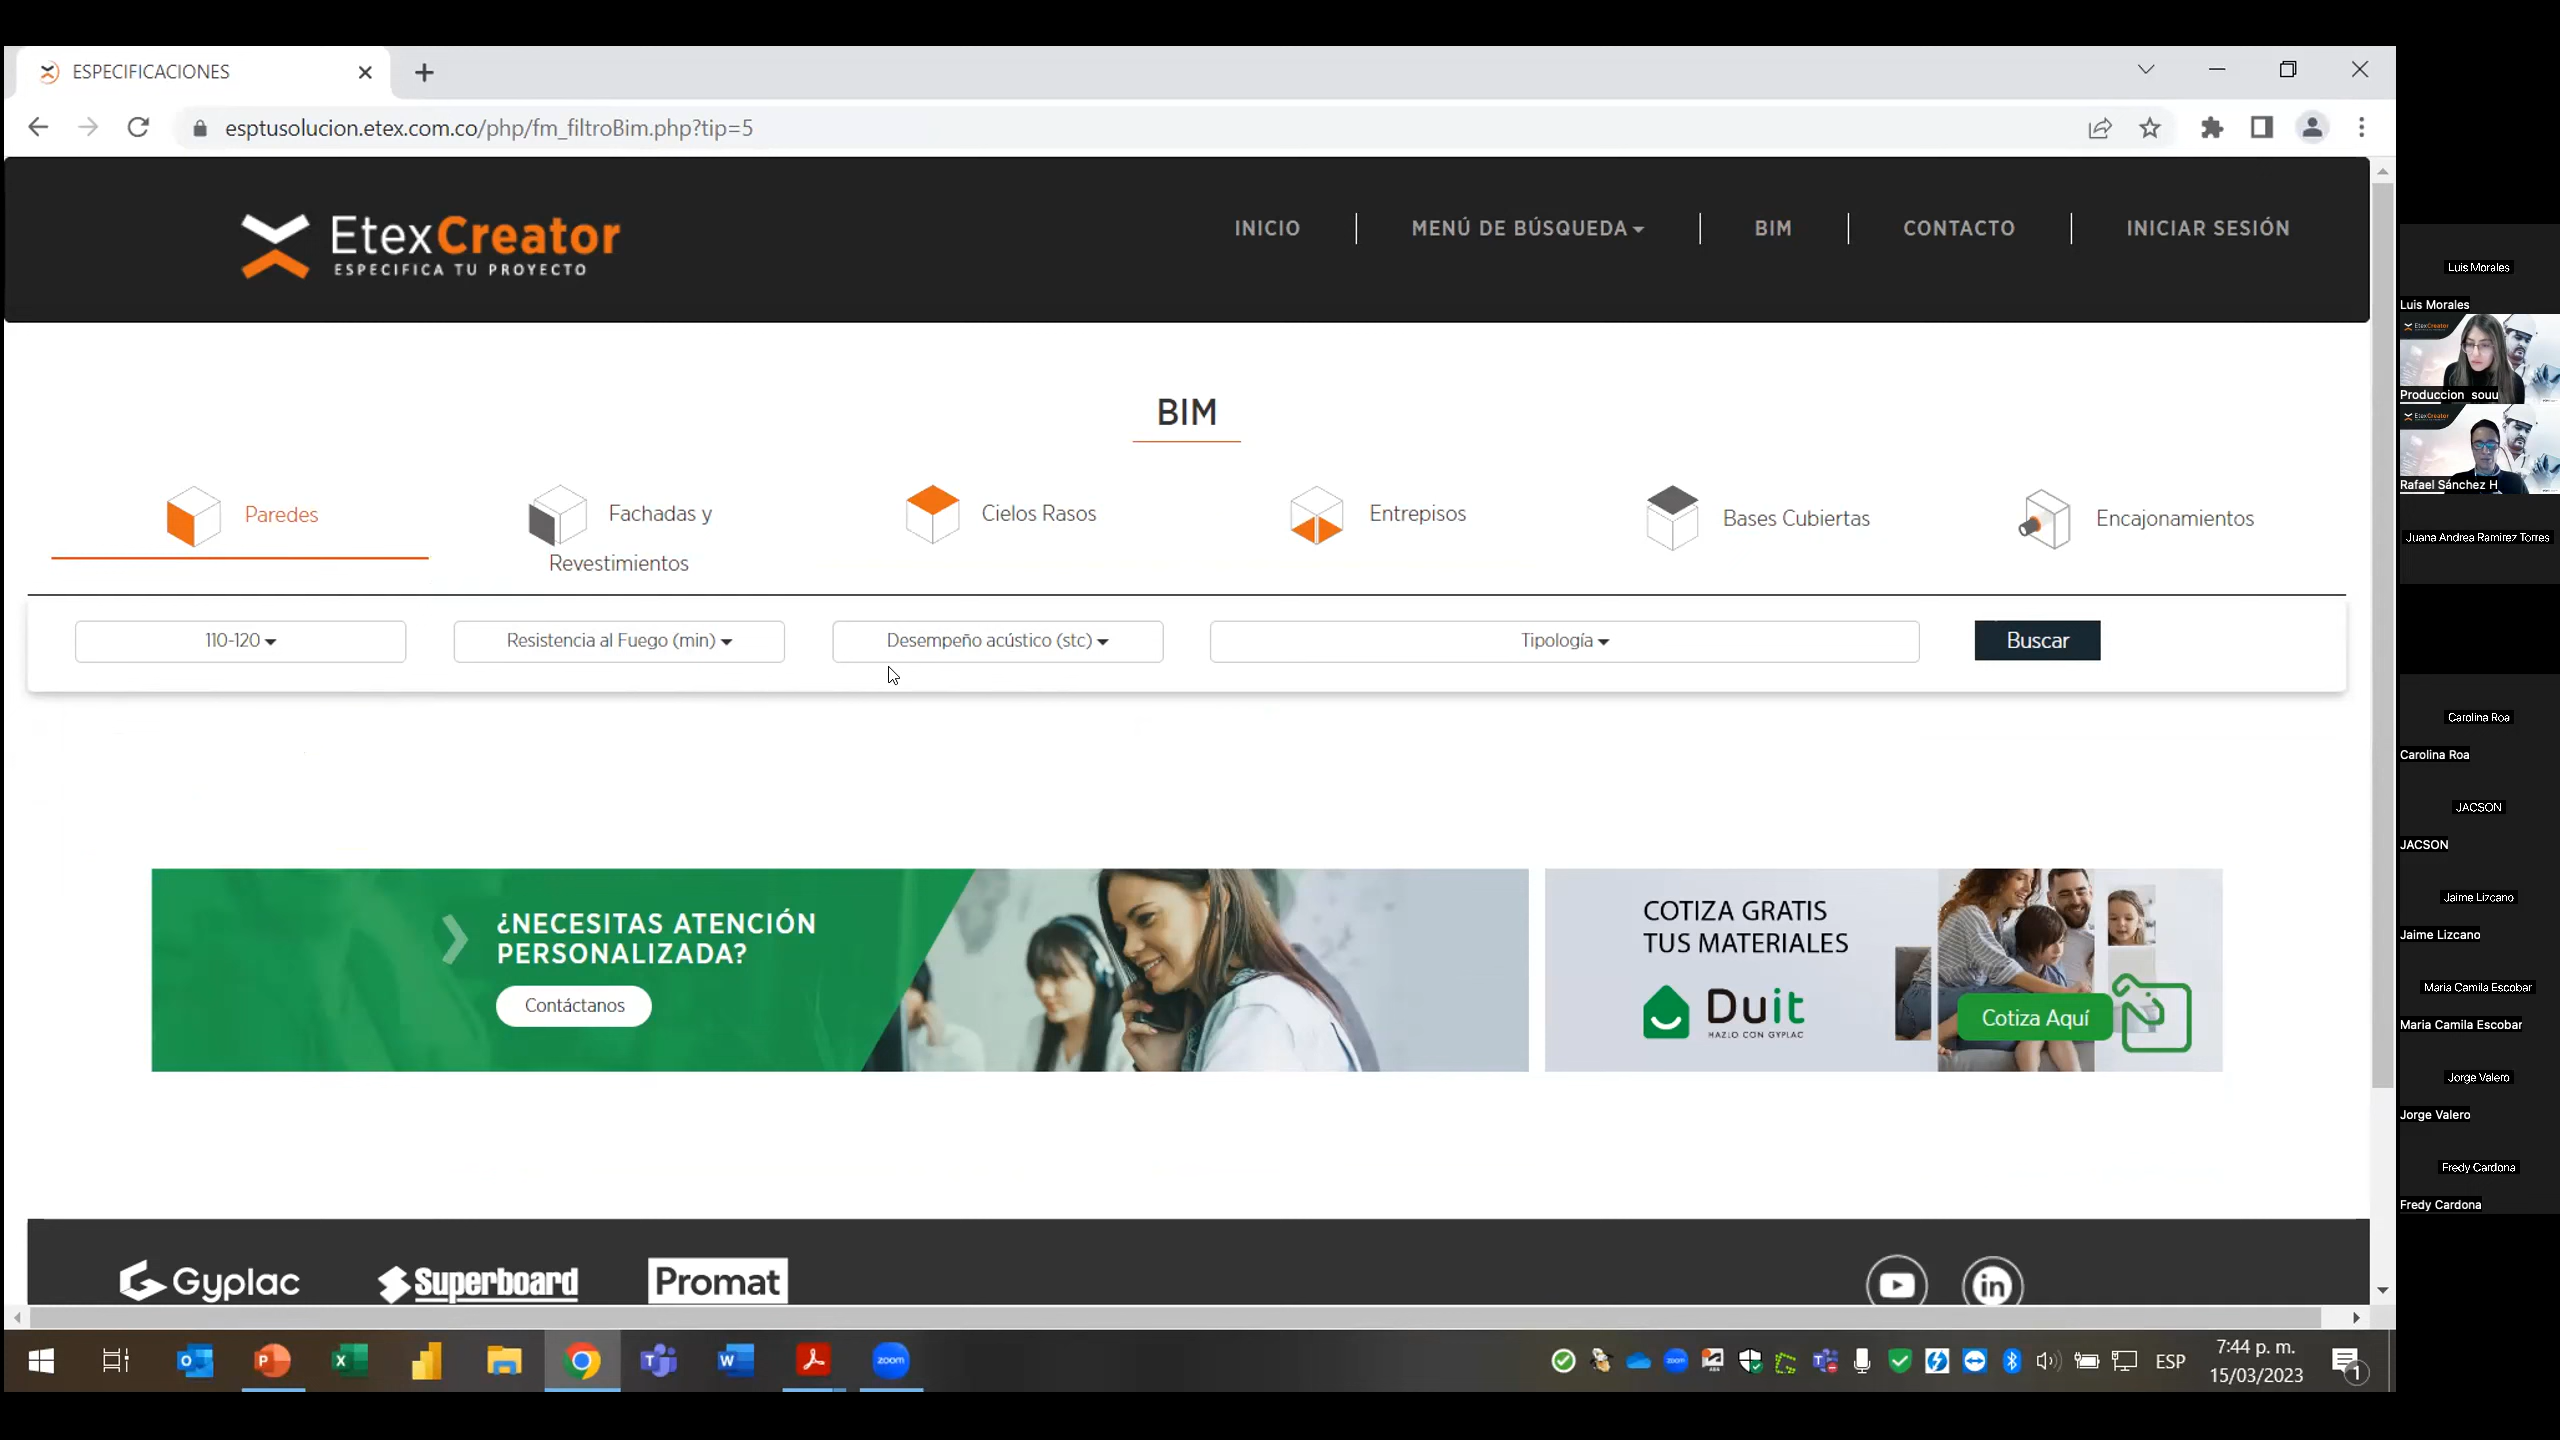 ESPECIFICACIONES
esptusolucion.etex.com.co/php/fm_filtroBim.php?tip=5
EtexCreator
ESPECIFICA TU PROYECTO
INICIO
MENÚ DE BÚSQUEDA
BIM
CONTACTO
INICIAR SESIÓN
BIM
Paredes
Fachadas y
Revestimientos
Cielos Rasos
Entrepisos
Bases Cubiertas
Encajonamientos
110-120
Resistencia al Fuego (min)
Desempeño acústico (stc)
Tipología
Buscar
¿NECESITAS ATENCIÓN
PERSONALIZADA?
Contáctanos
COTIZA GRATIS
TUS MATERIALES
Duit
HAZLO CON GYPLAC
Cotiza Aquí
Gyplac
Superboard
Promat
in
zoom
ESP
7:44 p. m.
15/03/2023
1
Luis Morales
Luis Morales
EtexCreator
Produccion souu
EtexCreator
Rafael Sánchez H
Juana Andrea Ramirez Torres
Carolina Roa
Carolina Roa
JACSON
JACSON
Jaime Lizcano
Jaime Lizcano
Maria Camila Escobar
Maria Camila Escobar
Jorge Valero
Jorge Valero
Fredy Cardona
Fredy Cardona